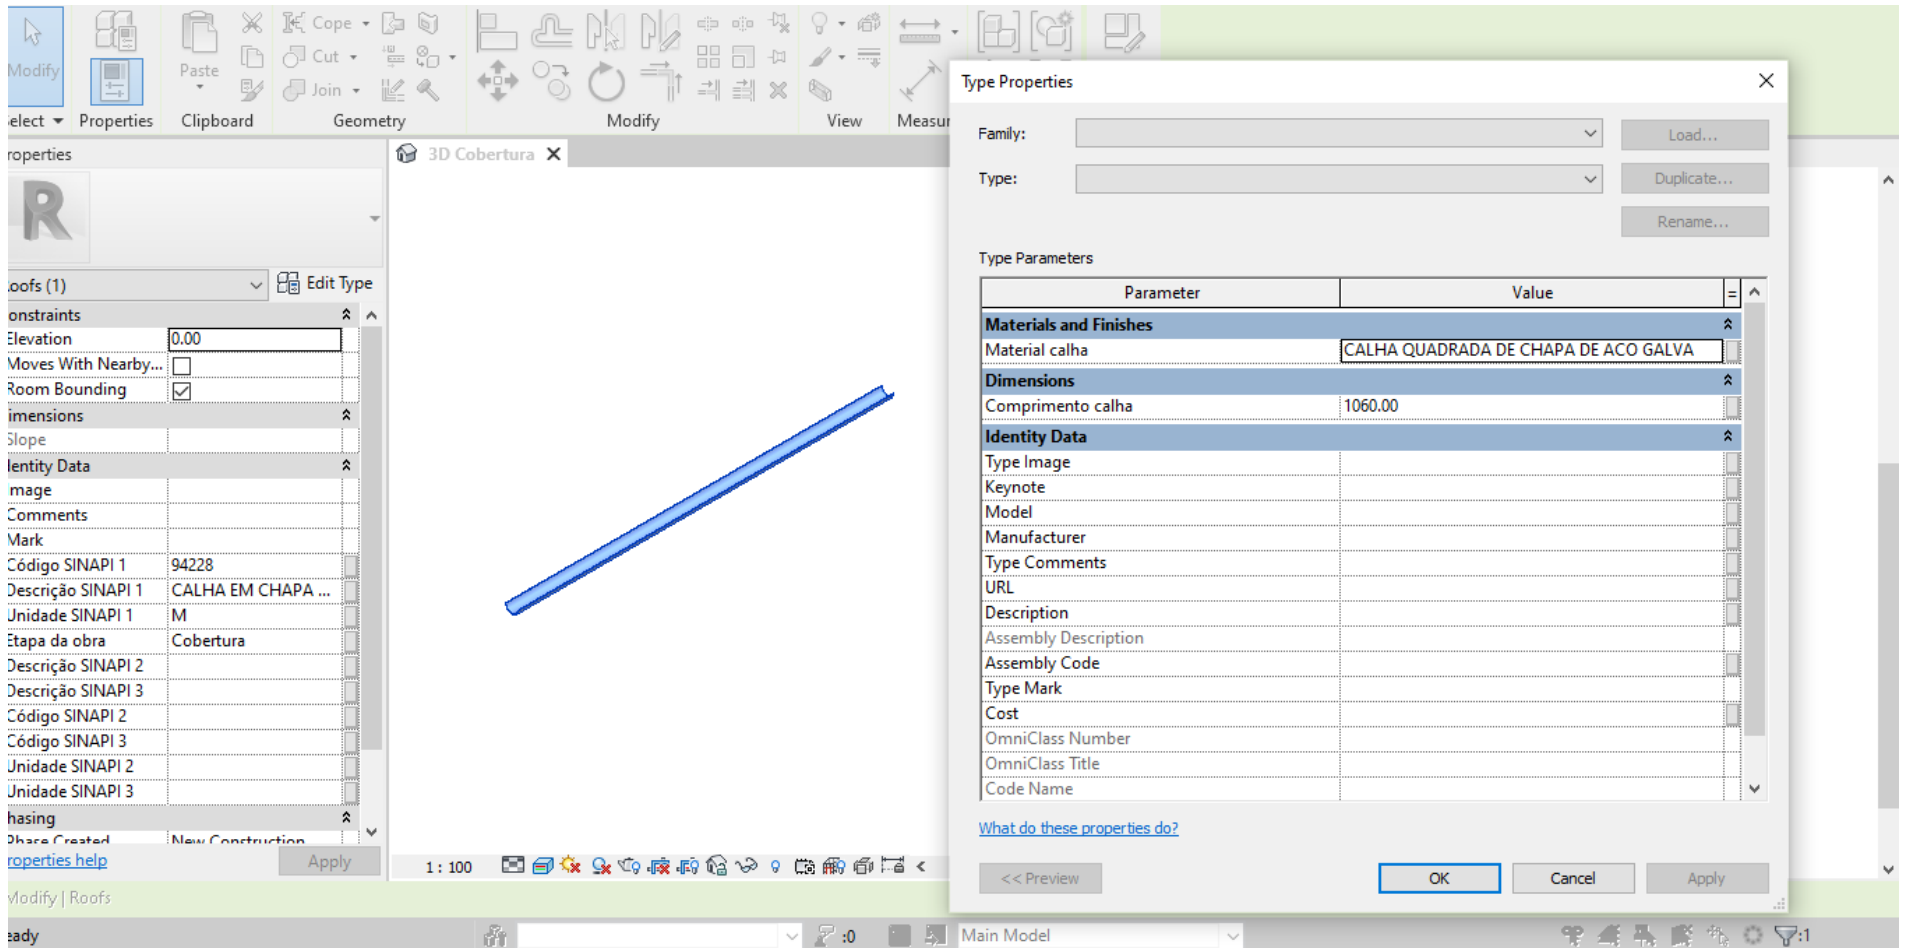 Modify
Paste
Cope
Cut
Join
elect
Properties
Clipboard
Geometry
Modify
View
Measur
roperties
3D Cobertura
R
oofs (1)
Edit Type
onstraints
Elevation 0.00
Moves With Nearby...
Room Bounding
imensions
Slope
dentity Data
mage
Comments
Mark
Código SINAPI 1 94228
Descrição SINAPI 1 CALHA EM CHAPA ...
Unidade SINAPI 1 M
Etapa da obra Cobertura
Descrição SINAPI 2
Descrição SINAPI 3
Código SINAPI 2
Código SINAPI 3
Unidade SINAPI 2
Unidade SINAPI 3
hasing
Phase Created New Construction
roperties help
Apply
1 : 100
Modify | Roofs
eady
:0
Main Model
:1
Type Properties
Family:
Load...
Type:
Duplicate...
Rename...
Type Parameters
Parameter Value =
Materials and Finishes
Material calha CALHA QUADRADA DE CHAPA DE ACO GALVA
Dimensions
Comprimento calha 1060.00
Identity Data
Type Image
Keynote
Model
Manufacturer
Type Comments
URL
Description
Assembly Description
Assembly Code
Type Mark
Cost
OmniClass Number
OmniClass Title
Code Name
What do these properties do?
<< Preview
OK
Cancel
Apply